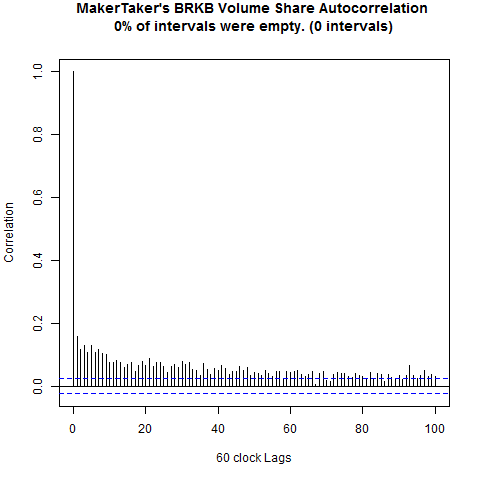 MakerTaker's BRKB Volume Share Autocorrelation
0% of intervals were empty. (0 intervals)
Correlation
1.0
0.8
0.6
0.4
0.2
0.0
0 20 40 60 80 100
60 clock Lags